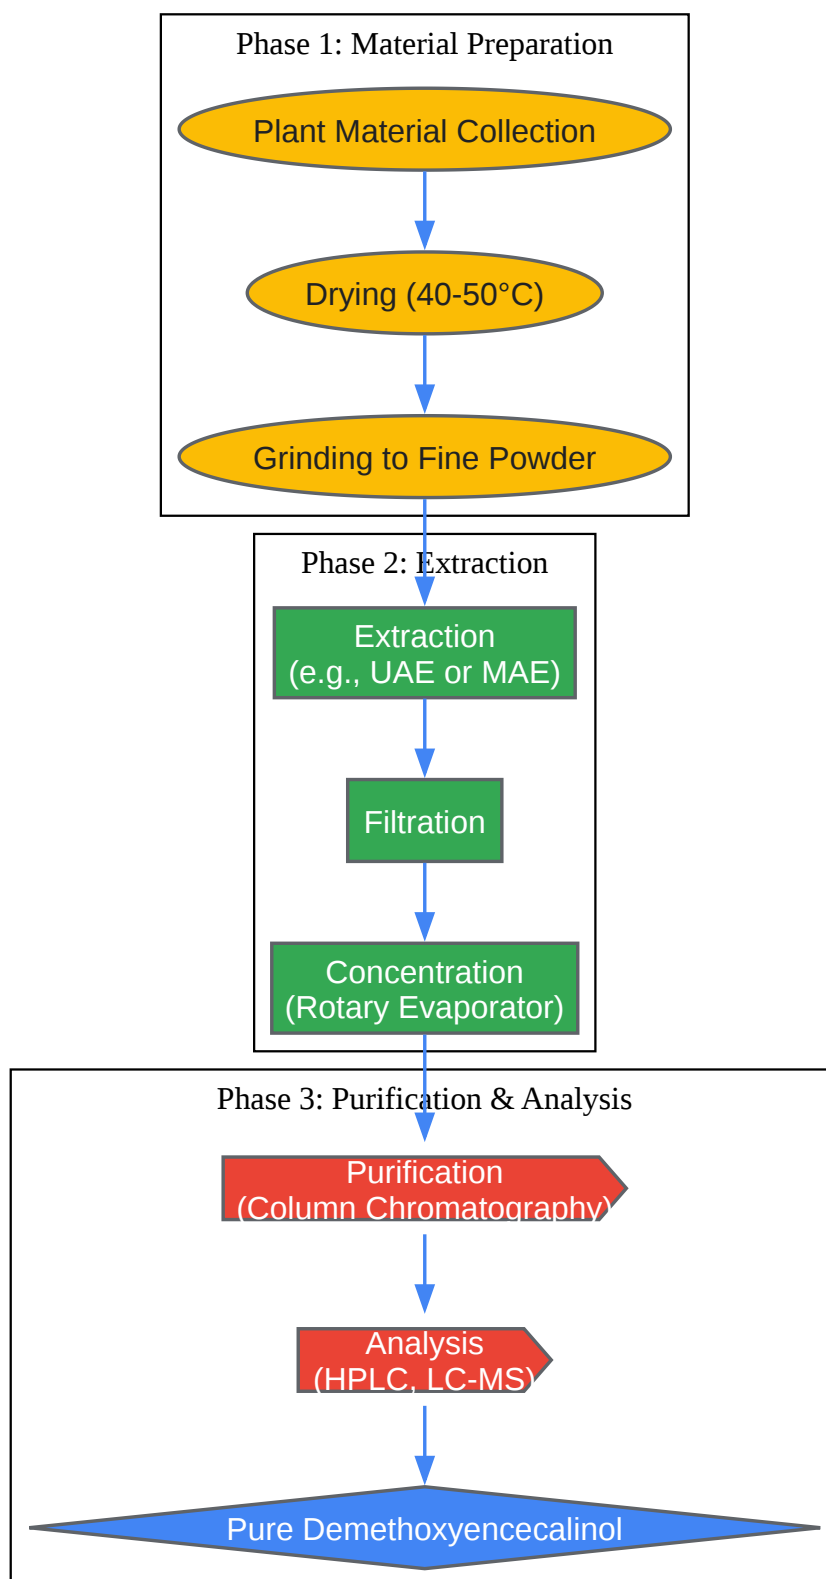 Phase 1: Material Preparation
Plant Material Collection
Drying (40-50°C)
Grinding to Fine Powder
Phase 2: Extraction
Extraction
(e.g., UAE or MAE)
Filtration
Concentration
(Rotary Evaporator)
Phase 3: Purification & Analysis
Purification
(Column Chromatography)
Analysis
(HPLC, LC-MS)
Pure Demethoxyencecalinol